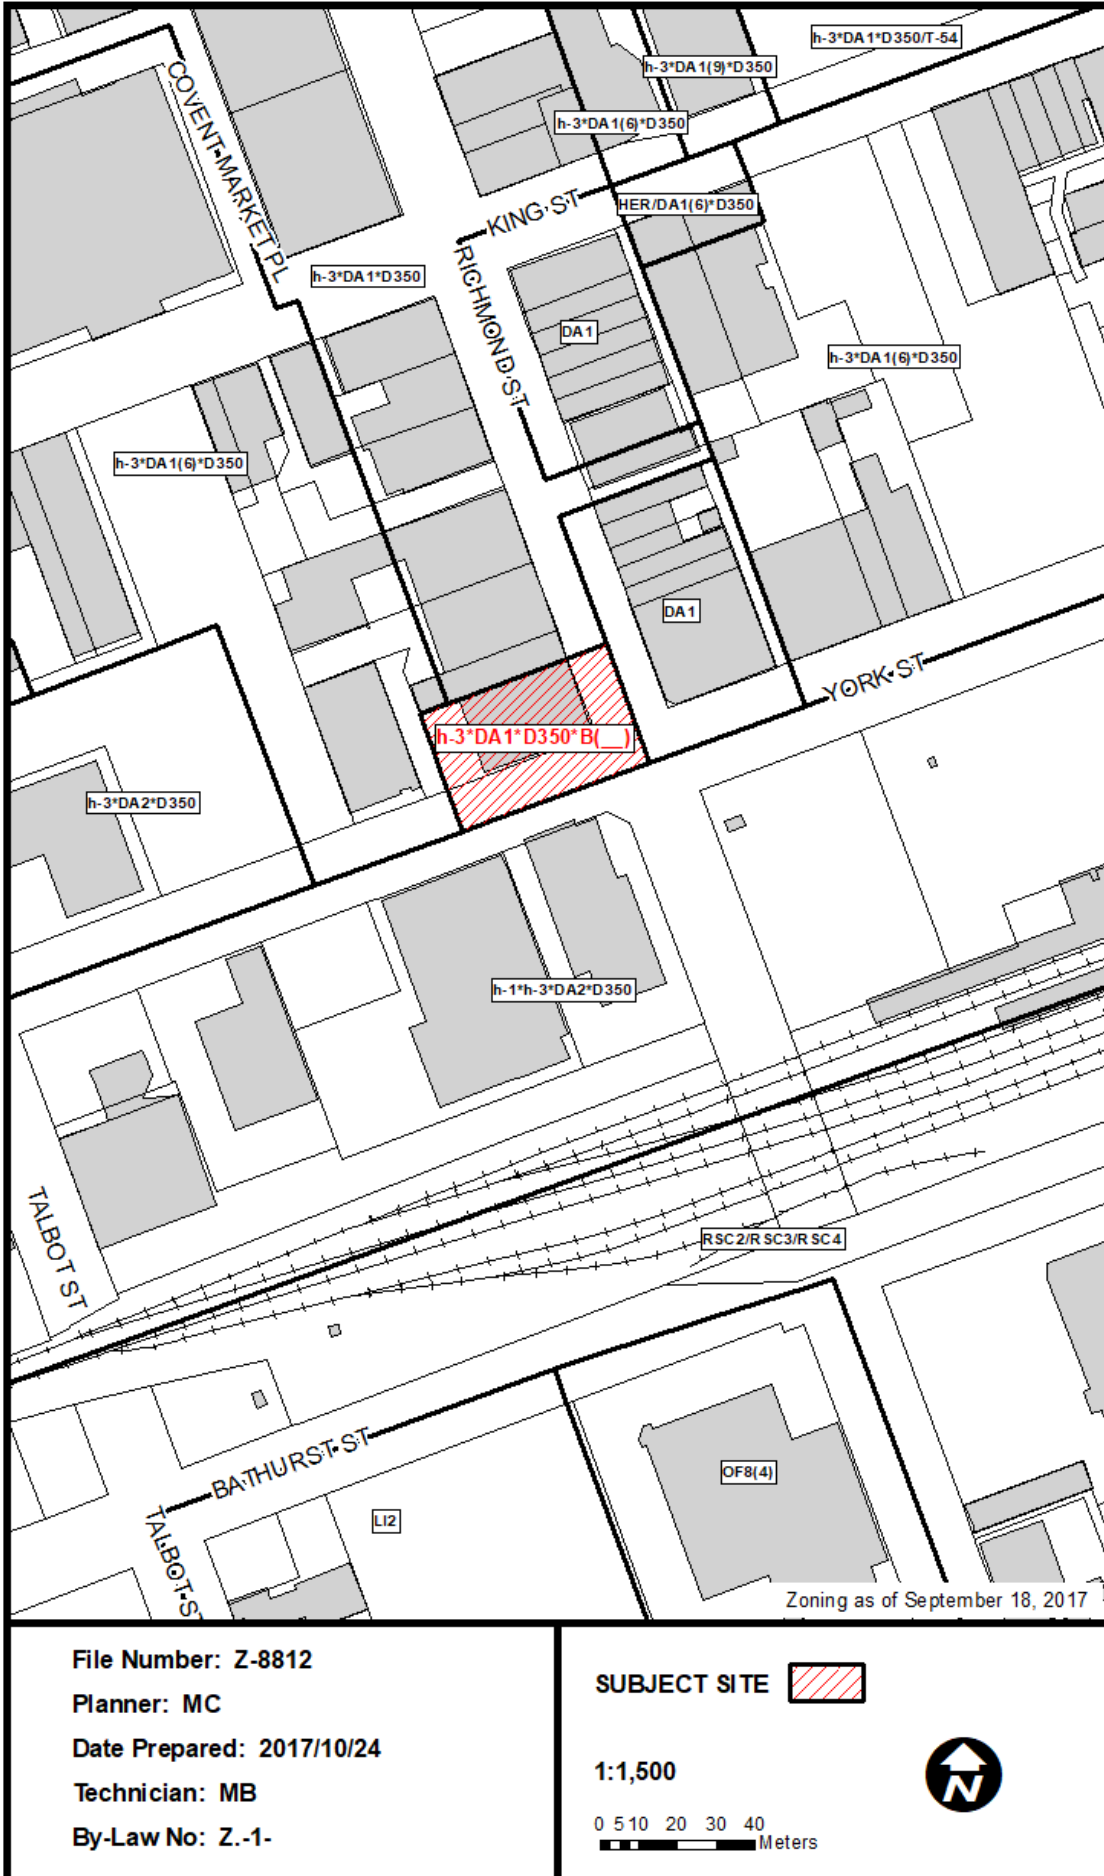 h-3*DA1*D350/T-54
h-3*DA1(9)*D350
h-3*DA1(6)*D350
COVENT MARKET PL
KING ST
HER/DA1(6)*D350
h-3*DA1*D350
RICHMOND ST
DA1
h-3*DA1(6)*D350
h-3*DA1(6)*D350
DA1
YORK ST
h-3*DA1*D350*B(__)
h-3*DA2*D350
h-1*h-3*DA2*D350
TALBOT ST
RSC2/RSC3/RSC4
BATHURST ST
OF8(4)
LI2
TALBOT ST
Zoning as of September 18, 2017
File Number: Z-8812
Planner: MC
Date Prepared: 2017/10/24
Technician: MB
By-Law No: Z.-1-
SUBJECT SITE
1:1,500
N
0 5 10 20 30 40
Meters